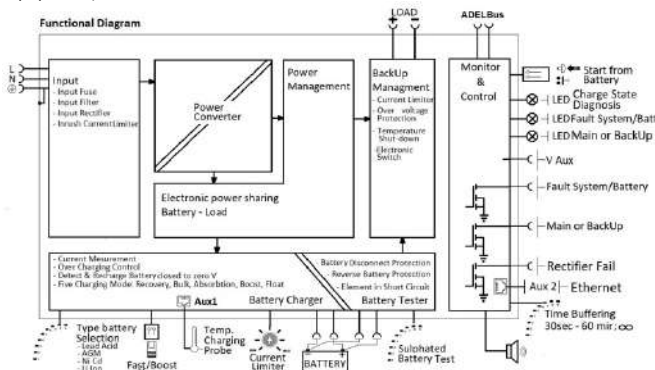 Functional Diagram
LOAD
+ -
ADELBus
L
N
Input
- Input Fuse
- Input Filter
- Input Rectifier
- Inrush Current Limiter
Power
Converter
Power
Management
BackUp
Managment
- Current Limiter
- Over voltage
Protection
- Temperature
Shut-down
- Electronic
Switch
Monitor
&
Control
Start from
Battery
LED Charge State
Diagnosis
LED Fault System/Batt
LED Main or BackUp
V Aux
Fault System/Battery
Main or BackUp
Rectifier Fail
Aux 2 Ethernet
Time Buffering
30sec - 60 mir; ∞
Electronic power sharing
Battery - Load
- Current Mesurement
- Over Charging Control
- Detect & Recharge Battery closed to zero V
- Five Charging Mode: Recovery, Bulk, Absorbtion, Boost, Float
Aux1
Battery Charger
- Battery Disconnect Protection
- Reverse Battery Protection
- Element in Short Circuit
Battery Tester
Type battery
Selection
- Lead Acid
- AGM
- Ni Cd
- Li Ion
Fast/Boost
Temp.
Charging
Probe
Current
Limiter
BATTERY
Sulphated
Battery Test